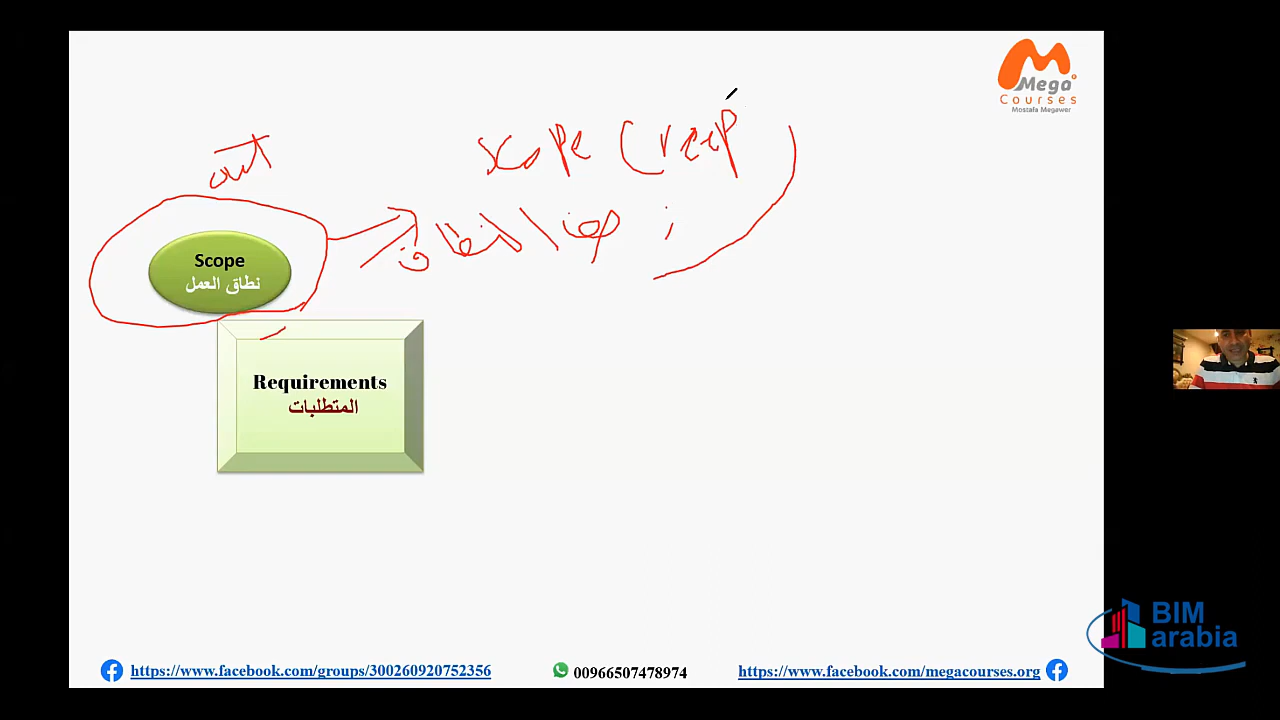 Mega
Courses
Mostafa Megawer
out
scope creep
Scope
نطاق العمل
Requirements
المتطلبات
https://www.facebook.com/groups/300260920752356
00966507478974
https://www.facebook.com/megacourses.org
BIM
arabia